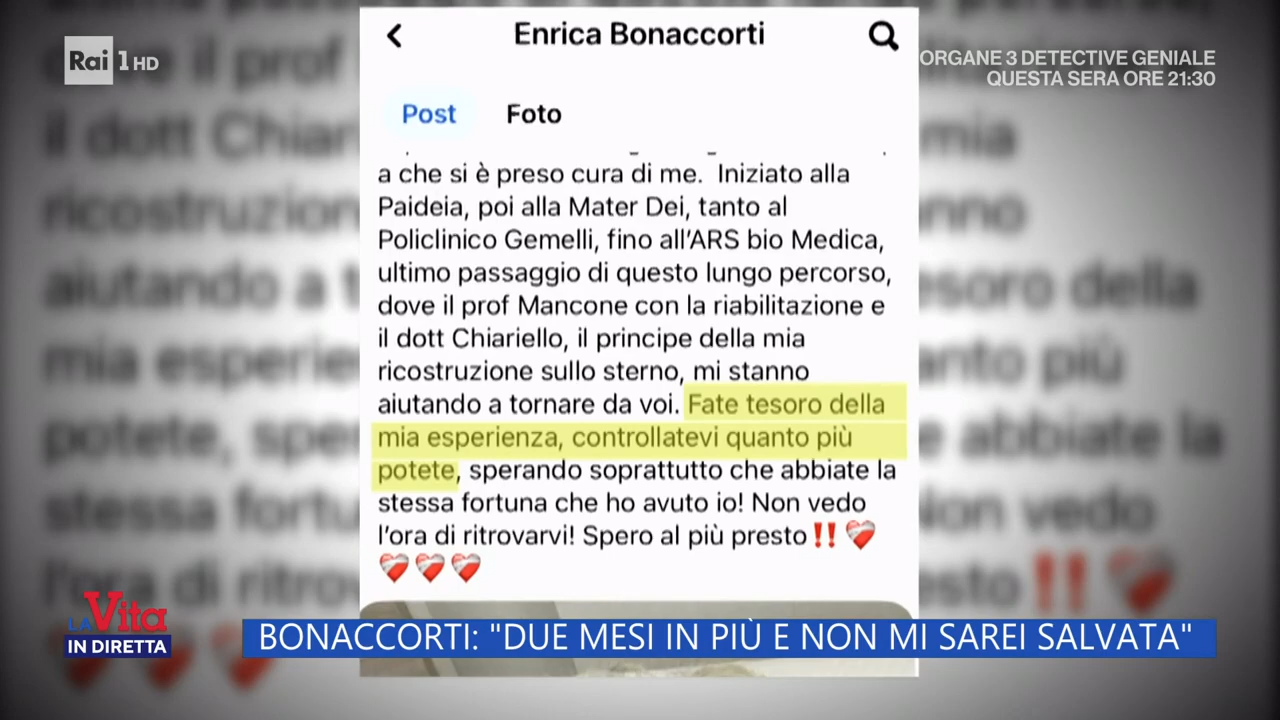 Rai 1 HD
ORGANE 3 DETECTIVE GENIALE
QUESTA SERA ORE 21:30
Enrica Bonaccorti
Post Foto
a che si è preso cura di me. Iniziato alla
Paideia, poi alla Mater Dei, tanto al
Policlinico Gemelli, fino all'ARS bio Medica,
ultimo passaggio di questo lungo percorso,
dove il prof Mancone con la riabilitazione e
il dott Chiariello, il principe della mia
ricostruzione sullo sterno, mi stanno
aiutando a tornare da voi. Fate tesoro della
mia esperienza, controllatevi quanto più
potete, sperando soprattutto che abbiate la
stessa fortuna che ho avuto io! Non vedo
l'ora di ritrovarvi! Spero al più presto‼️❤️‍🩹
❤️‍🩹❤️‍🩹❤️‍🩹
LA Vita
IN DIRETTA
BONACCORTI: "DUE MESI IN PIÙ E NON MI SAREI SALVATA"